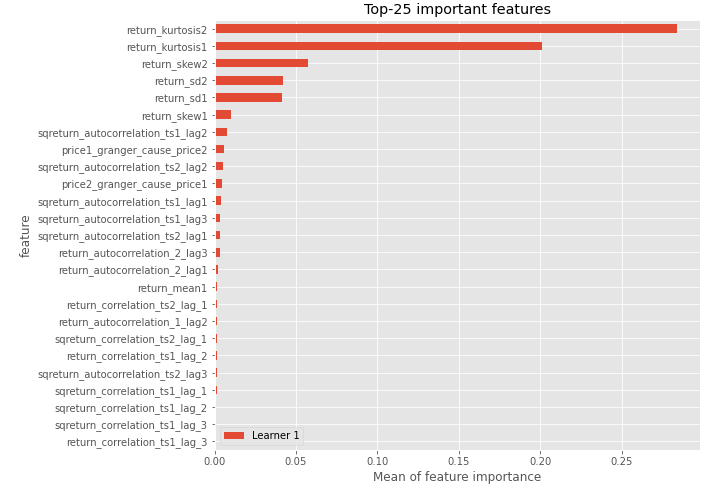 Top-25 important features
return_kurtosis2
return_kurtosis1
return_skew2
return_sd2
return_sd1
return_skew1
sqreturn_autocorrelation_ts1_lag2
price1_granger_cause_price2
sqreturn_autocorrelation_ts2_lag2
price2_granger_cause_price1
sqreturn_autocorrelation_ts1_lag1
sqreturn_autocorrelation_ts1_lag3
sqreturn_autocorrelation_ts2_lag1
return_autocorrelation_2_lag3
return_autocorrelation_2_lag1
return_mean1
return_correlation_ts2_lag_1
return_autocorrelation_1_lag2
sqreturn_correlation_ts2_lag_1
return_correlation_ts1_lag_2
sqreturn_autocorrelation_ts2_lag3
sqreturn_correlation_ts1_lag_1
sqreturn_correlation_ts1_lag_2
sqreturn_correlation_ts1_lag_3
return_correlation_ts1_lag_3
feature
Learner 1
0.00 0.05 0.10 0.15 0.20 0.25
Mean of feature importance